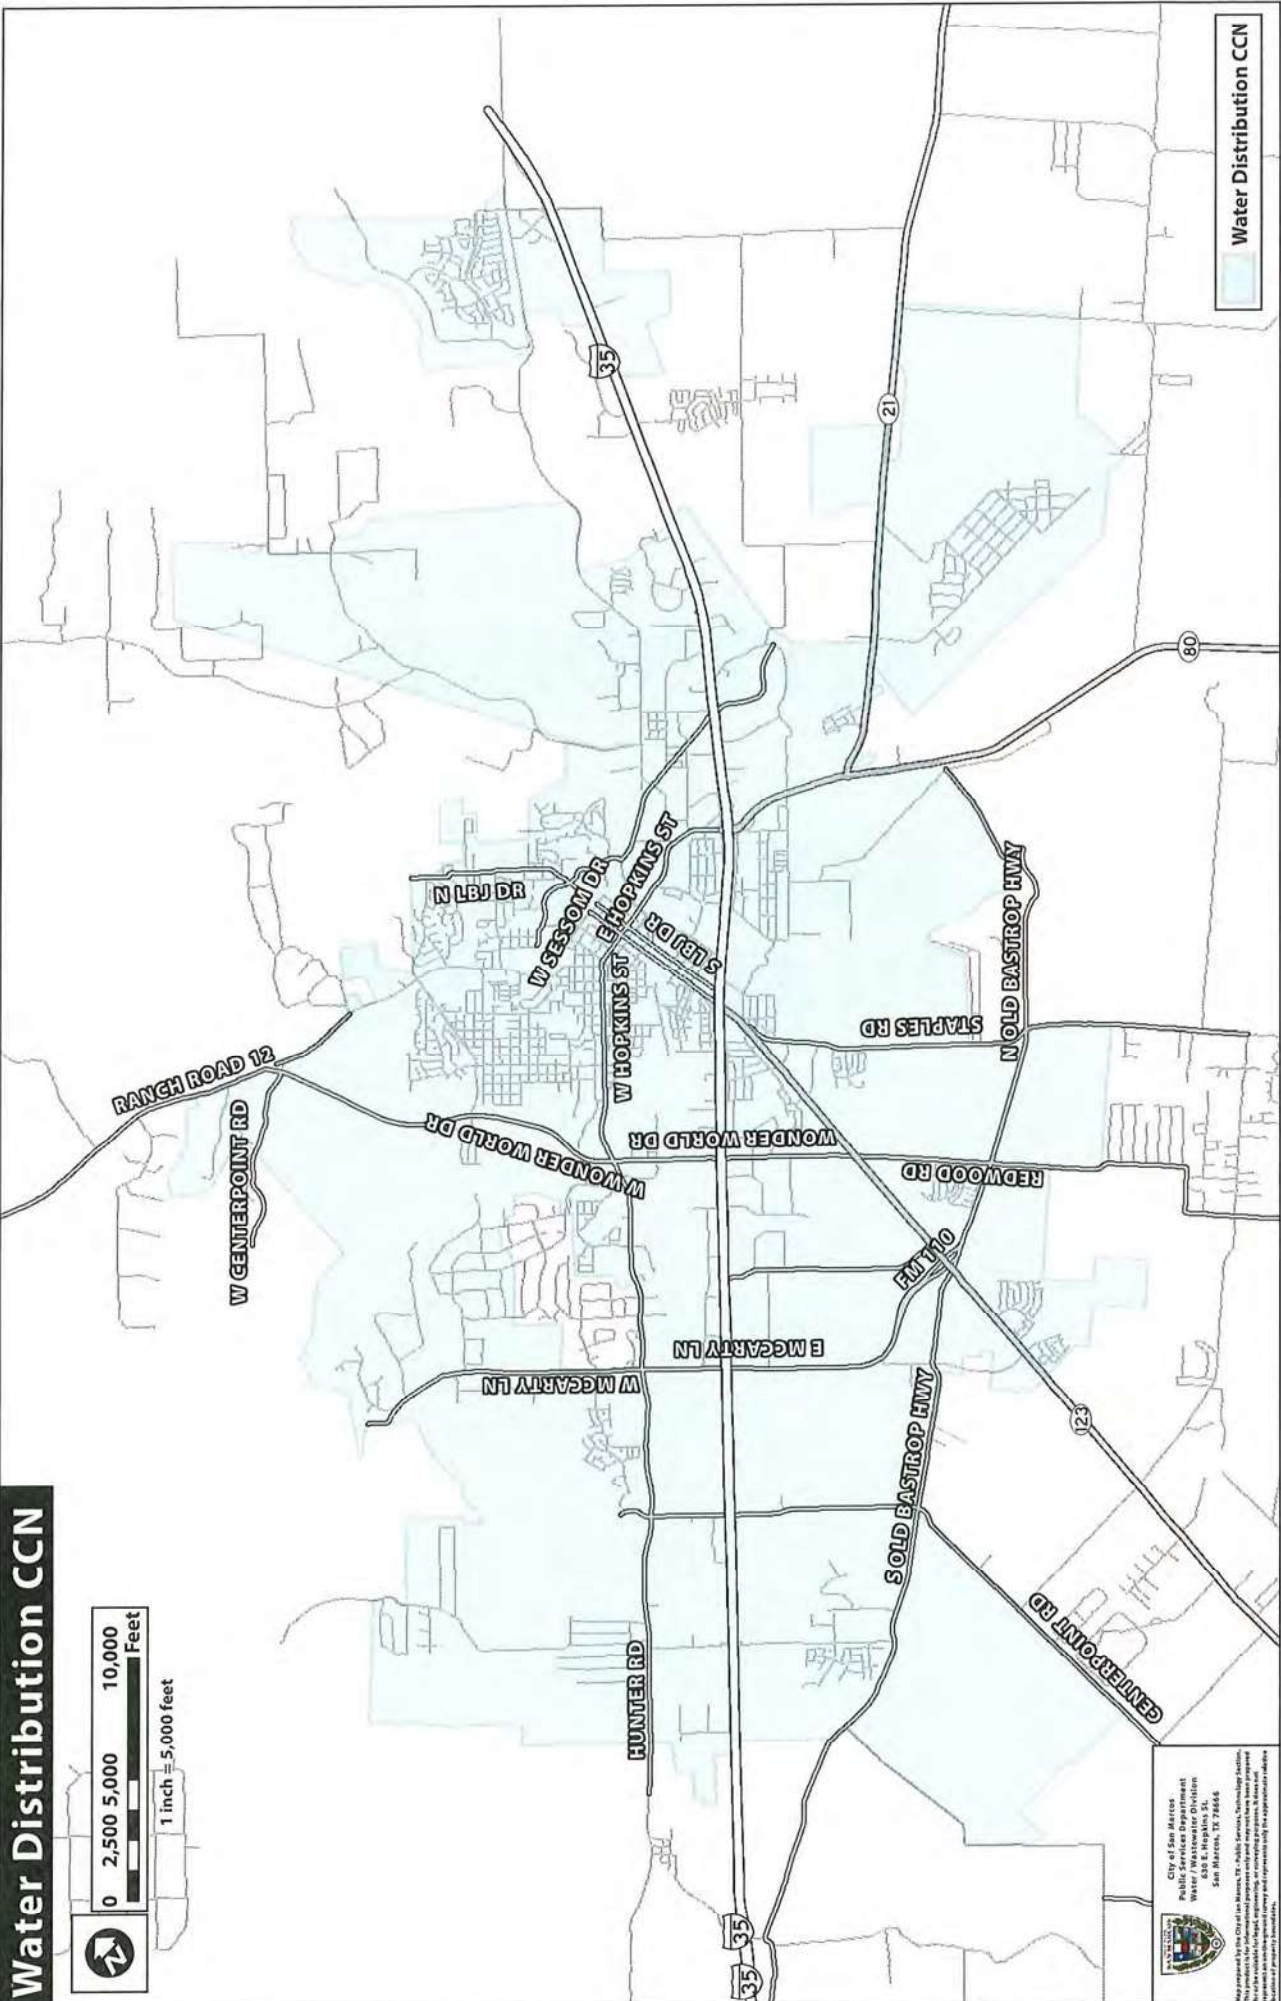 Water Distribution CCN
0 2,500 5,000 10,000
Feet
1 inch = 5,000 feet
RANCH ROAD 12
W CENTERPOINT RD
N LBJ DR
W SESSOM DR
E HOPKINS ST
S LBJ DR
W HOPKINS ST
W WONDER WORLD DR
WONDER WORLD DR
REDWOOD RD
STAPLES RD
N OLD BASTROP HWY
FM 110
E MCCARTY LN
W MCCARTY LN
S OLD BASTROP HWY
HUNTER RD
CENTERPOINT RD
35
21
80
123
35
35
Water Distribution CCN
City of San Marcos
Public Services Department
Water / Wastewater Division
630 E. Hopkins St.
San Marcos, TX 78666